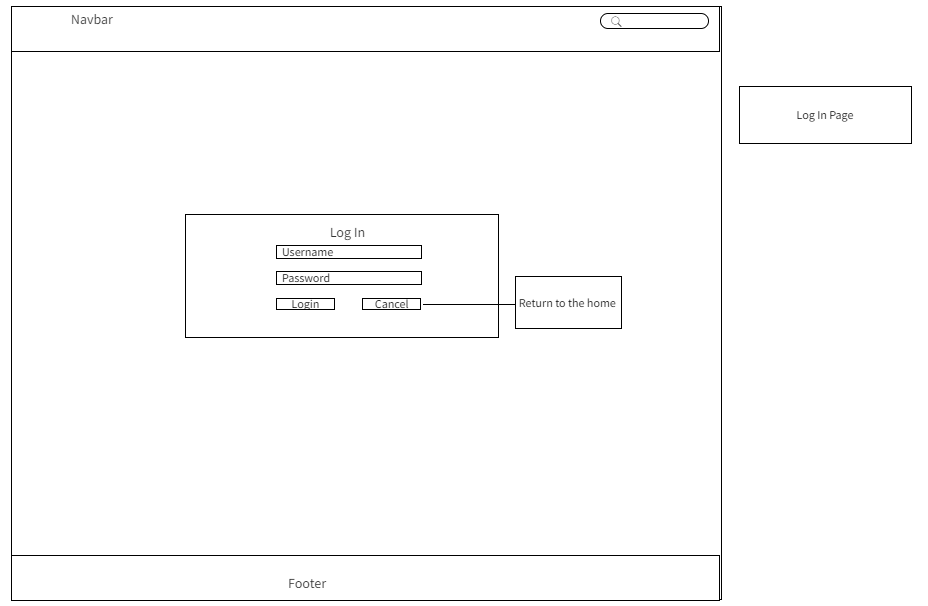 Navbar
Log In Page
Log In
Username
Password
Login
Cancel
Return to the home
Footer